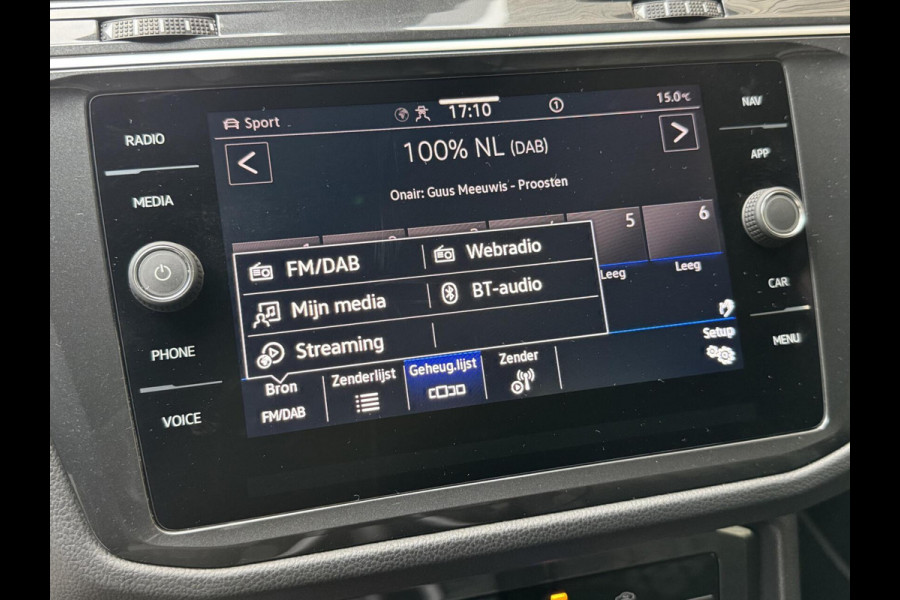 RADIO
MEDIA
PHONE
VOICE
Sport
17:10
1
15.0°C
100% NL (DAB)
Onair: Guus Meeuwis - Proosten
5
6
Leeg
Leeg
FM/DAB
Webradio
Mijn media
BT-audio
Streaming
Setup
Bron
FM/DAB
Zenderlijst
Geheug.lijst
Zender
NAV
APP
CAR
MENU